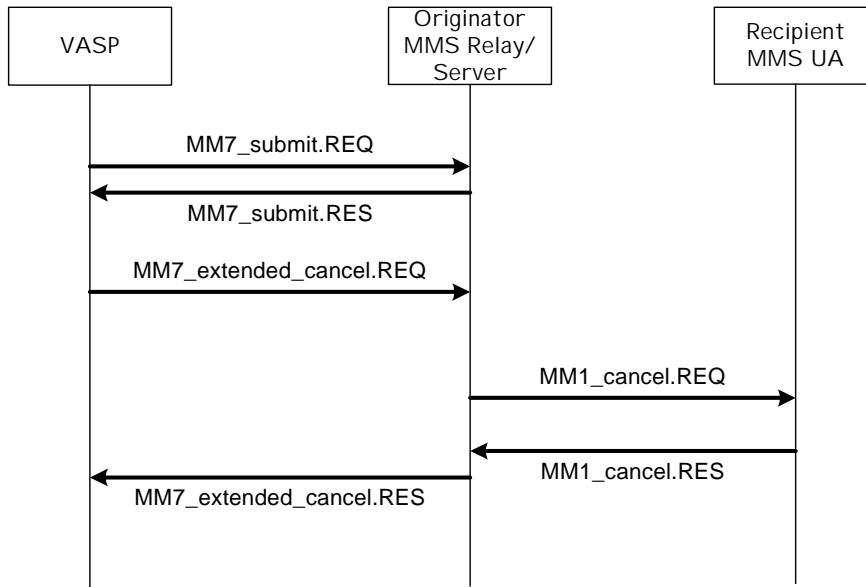 VASP
Originator
MMS Relay/
Server
Recipient
MMS UA
MM7_submit.REQ
MM7_submit.RES
MM7_extended_cancel.REQ
MM1_cancel.REQ
MM1_cancel.RES
MM7_extended_cancel.RES